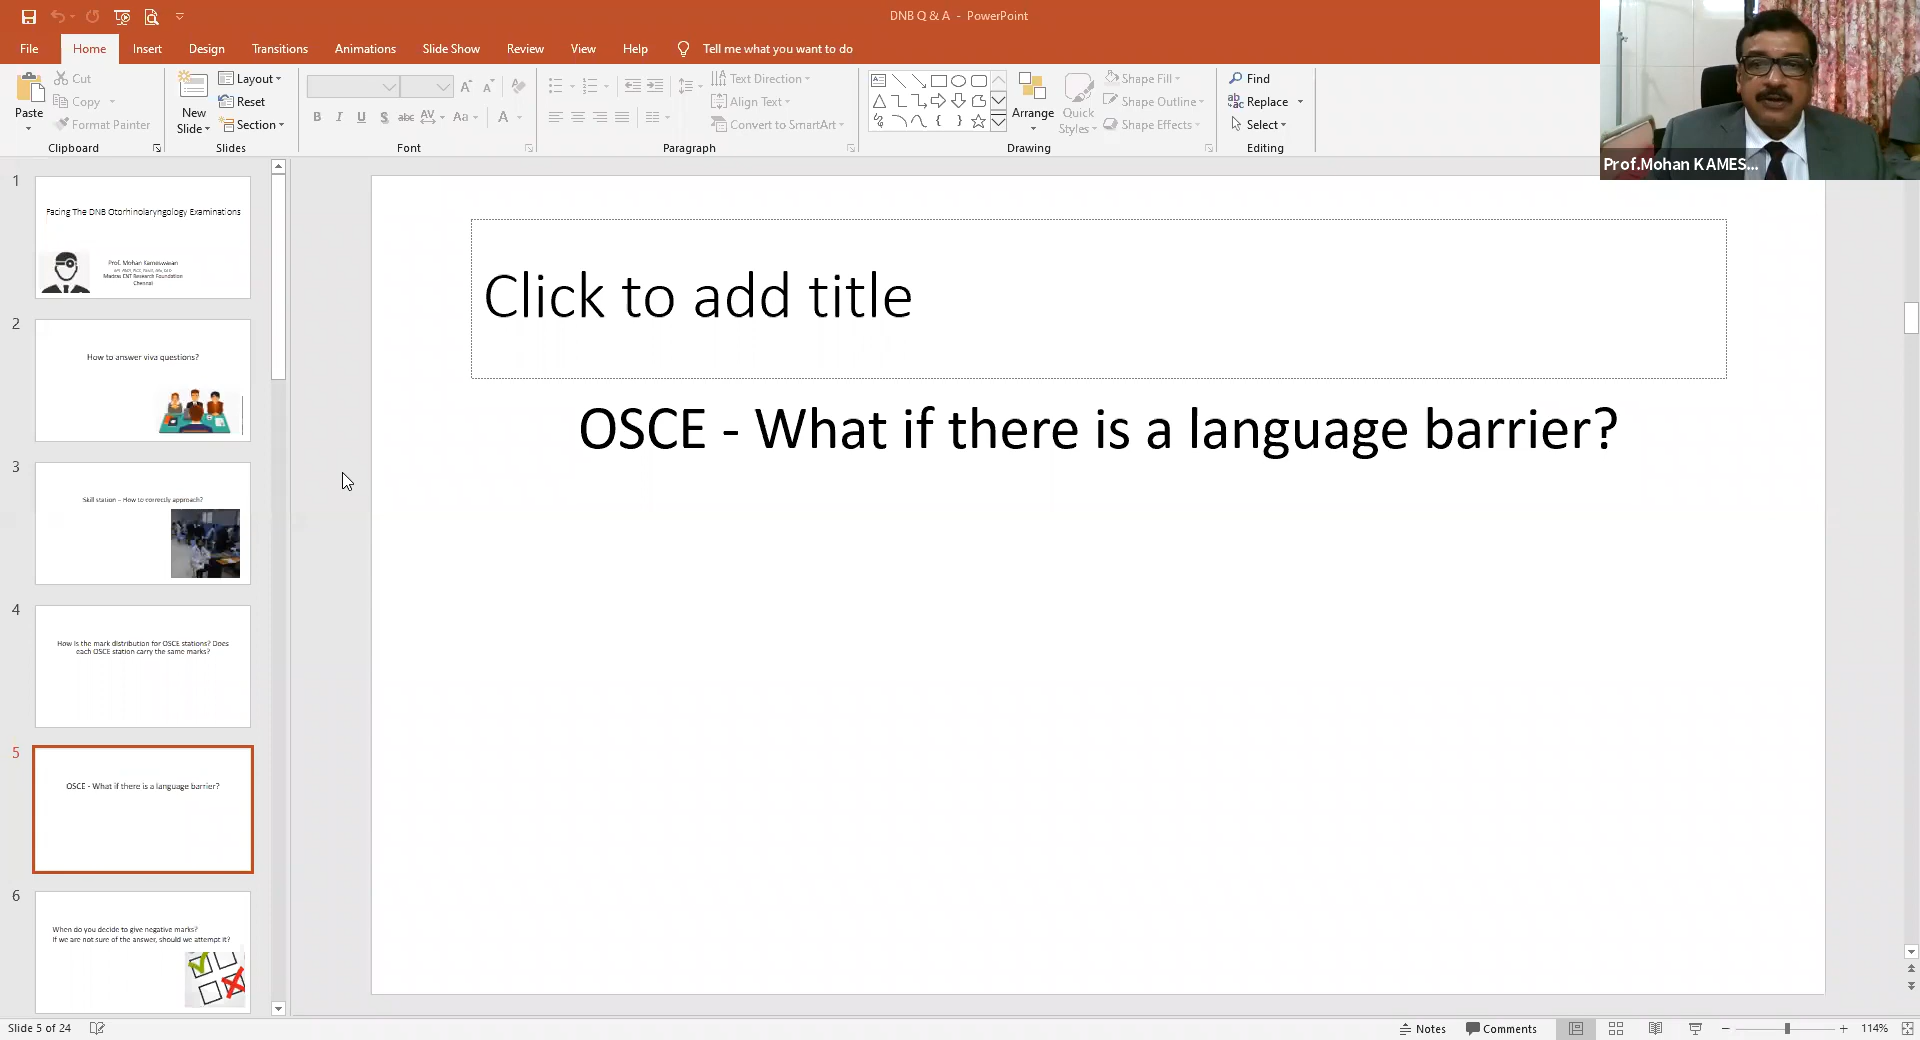 DNB Q & A - PowerPoint
File Home Insert Design Transitions Animations Slide Show Review View Help Tell me what you want to do
Paste
Cut
Copy
Format Painter
Clipboard
New
Slide
Layout
Reset
Section
Slides
B I U S abc AV Aa A
Font
Text Direction
Align Text
Convert to SmartArt
Paragraph
Arrange
Quick
Styles
Shape Fill
Shape Outline
Shape Effects
Drawing
Find
Replace
Select
Editing
Prof.Mohan KAMES...
1
Facing The DNB Otorhinolaryngology Examinations
Prof. Mohan Kameswaran
Madras ENT Research Foundation
Chennai
2
How to answer viva questions?
3
Skill station – How to correctly approach?
4
How is the mark distribution for OSCE stations? Does
each OSCE station carry the same marks?
5
OSCE - What if there is a language barrier?
6
When do you decide to give negative marks?
If we are not sure of the answer, should we attempt it?
Click to add title
OSCE - What if there is a language barrier?
Slide 5 of 24
Notes
Comments
114%